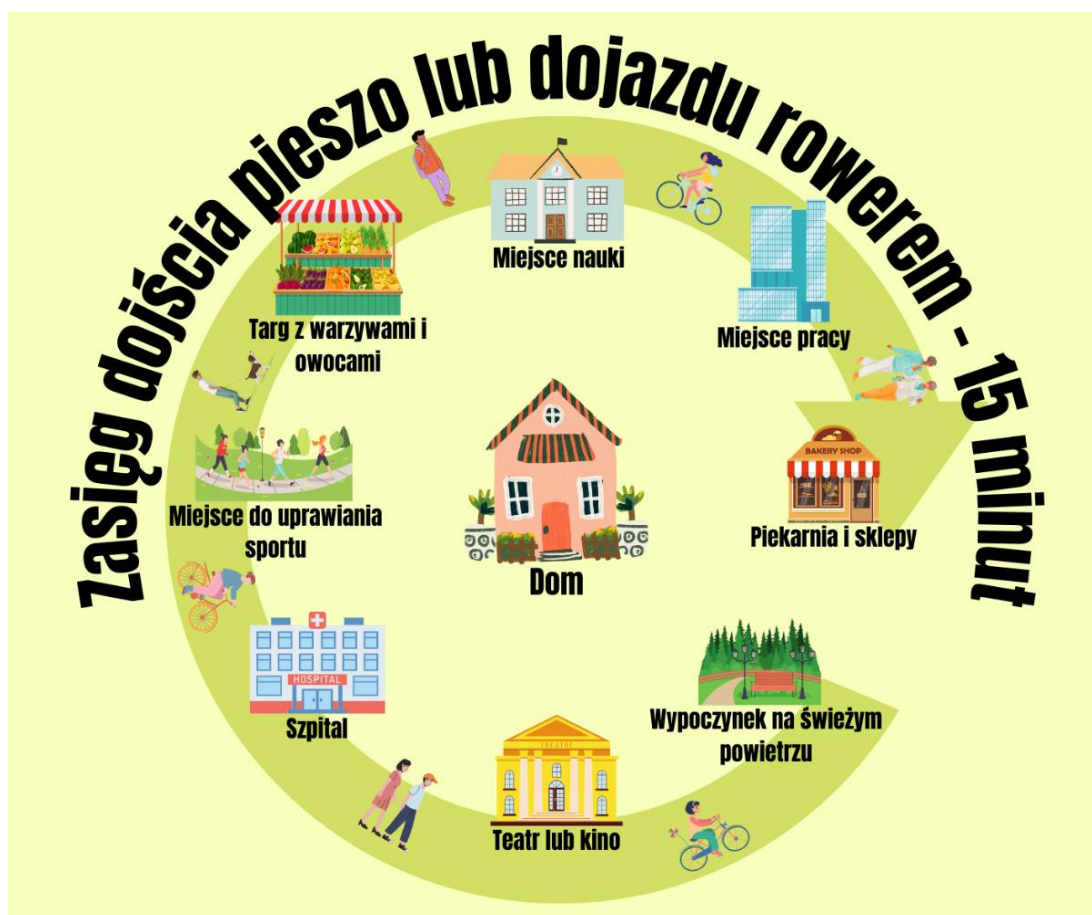 Zasięg dojścia pieszo lub dojazdu rowerem - 15 minut
Miejsce nauki
Miejsce pracy
Targ z warzywami i
owocami
BAKERY SHOP
Piekarnia i sklepy
Miejsce do uprawiania
sportu
Dom
HOSPITAL
Szpital
Wypoczynek na świeżym
powietrzu
THEATRE
Teatr lub kino